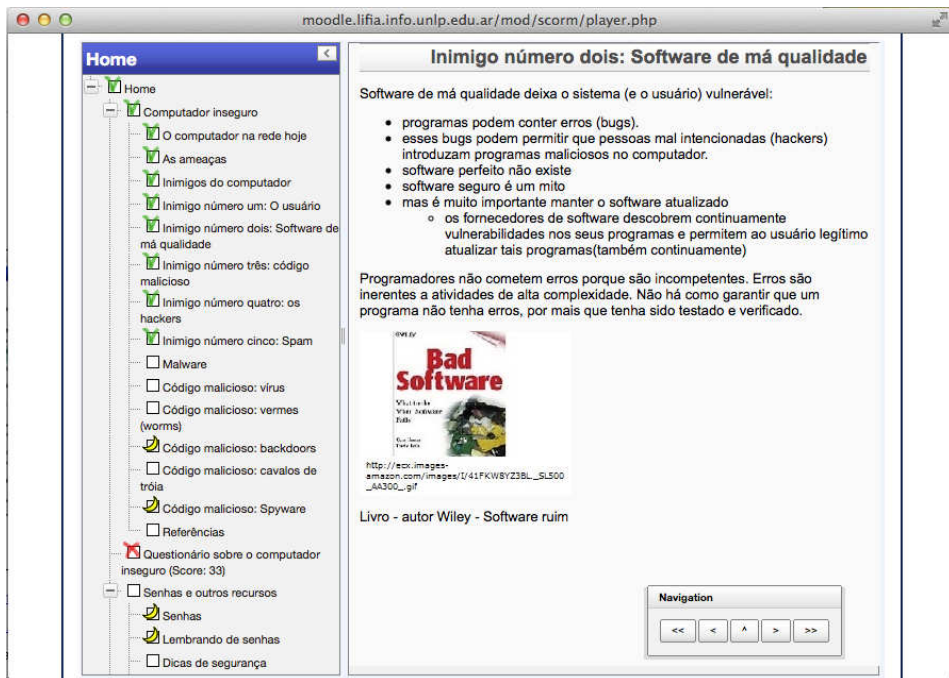 moodle.lifia.info.unlp.edu.ar/mod/scorm/player.php
Home
<
Home
Computador inseguro
O computador na rede hoje
As ameaças
Inimigos do computador
Inimigo número um: O usuário
Inimigo número dois: Software de
má qualidade
Inimigo número três: código
malicioso
Inimigo número quatro: os
hackers
Inimigo número cinco: Spam
Malware
Código malicioso: vírus
Código malicioso: vermes
(worms)
Código malicioso: backdoors
Código malicioso: cavalos de
tróia
Código malicioso: Spyware
Referências
Questionário sobre o computador
inseguro (Score: 33)
Senhas e outros recursos
Senhas
Lembrando de senhas
Dicas de segurança
Inimigo número dois: Software de má qualidade
Software de má qualidade deixa o sistema (e o usuário) vulnerável:
programas podem conter erros (bugs).
esses bugs podem permitir que pessoas mal intencionadas (hackers)
introduzam programas maliciosos no computador.
software perfeito não existe
software seguro é um mito
mas é muito importante manter o software atualizado
os fornecedores de software descobrem continuamente
vulnerabilidades nos seus programas e permitem ao usuário legítimo
atualizar tais programas(também continuamente)
Programadores não cometem erros porque são incompetentes. Erros são
inerentes a atividades de alta complexidade. Não há como garantir que um
programa não tenha erros, por mais que tenha sido testado e verificado.
Bad
Software
What to do
When Software
Fails
http://ecx.images-
amazon.com/images/I/41FKW8YZ3BL._SL500
_AA300_.gif
Livro - autor Wiley - Software ruim
Navigation
<< < ^ > >>